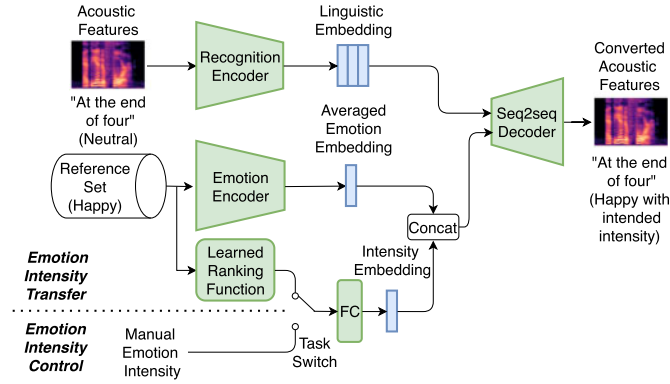 Acoustic
Features
"At the end
of four"
(Neutral)
Recognition
Encoder
Linguistic
Embedding
Seq2seq
Decoder
Converted
Acoustic
Features
"At the end
of four"
(Happy with
intended
intensity)
Averaged
Emotion
Embedding
Reference
Set
(Happy)
Emotion
Encoder
Concat
Emotion
Intensity
Transfer
Learned
Ranking
Function
Intensity
Embedding
FC
Emotion
Intensity
Control
Manual
Emotion
Intensity
Task
Switch